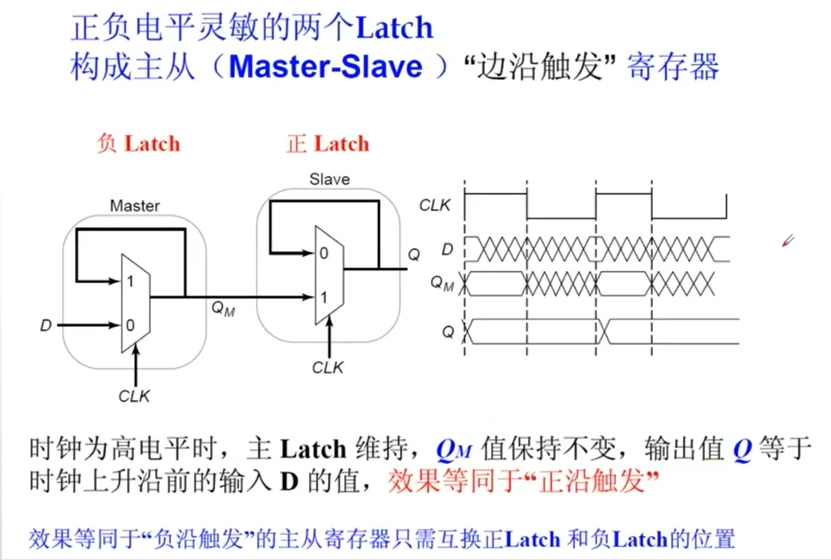 正负电平灵敏的两个Latch
构成主从（Master-Slave ）“边沿触发” 寄存器
负 Latch
正 Latch
Slave
Master
CLK
0
Q
D
1
QM
1
QM
D
0
Q
CLK
CLK
时钟为高电平时，主 Latch 维持，QM 值保持不变，输出值 Q 等于
时钟上升沿前的输入 D 的值，效果等同于“正沿触发”
效果等同于“负沿触发”的主从寄存器只需互换正Latch 和负Latch的位置